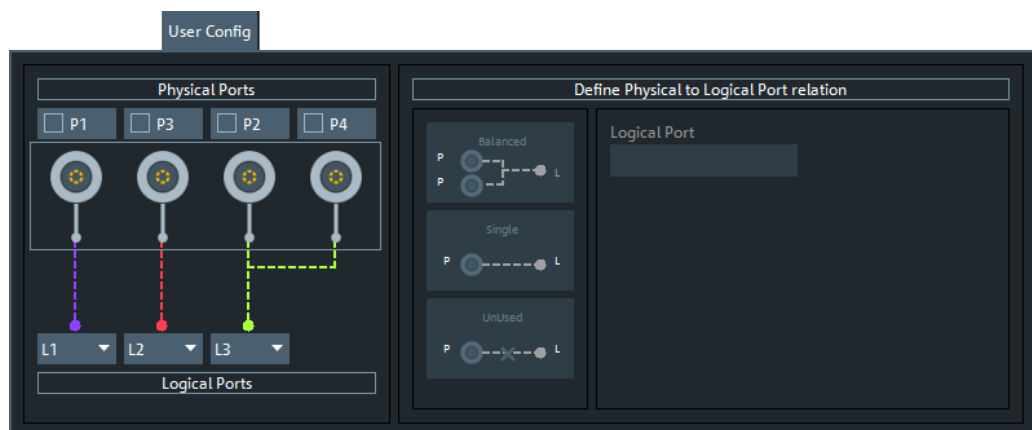 User Config
Physical Ports
P1 P3 P2 P4
L1 L2 L3
Logical Ports
Define Physical to Logical Port relation
Balanced
P
P
L
Single
P L
UnUsed
P L
Logical Port